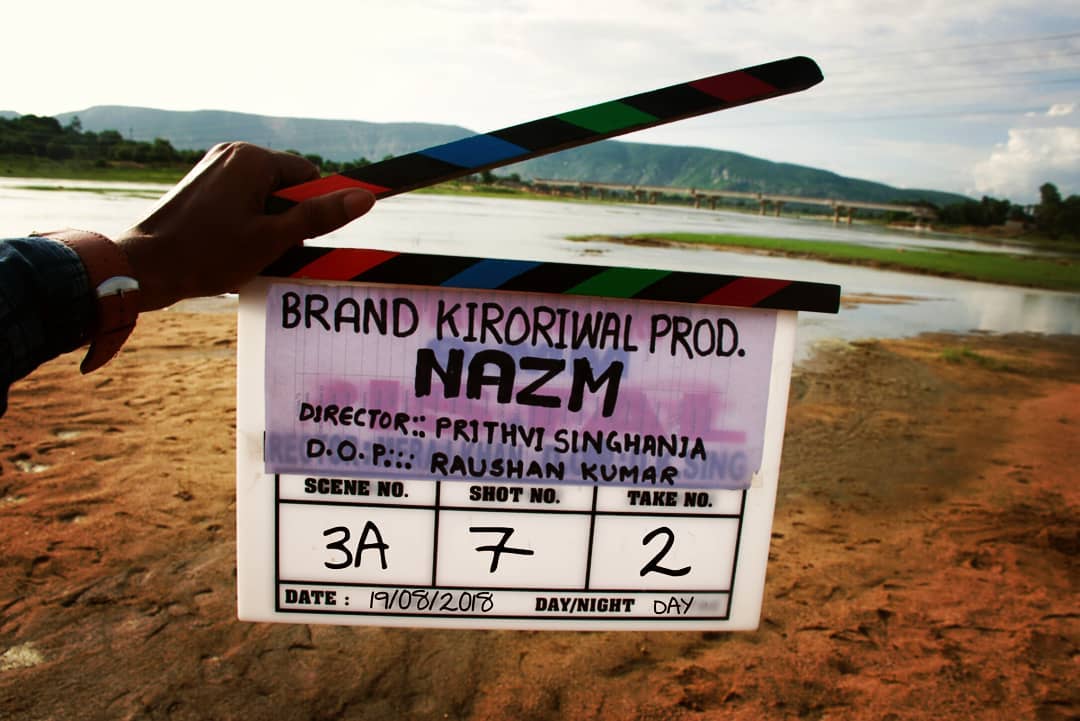 BRAND KIRORIWAL PROD.
NAZM
DIRECTOR:: PRITHVI SINGHANIA
D.O.P::: RAUSHAN KUMAR
SCENE NO. SHOT NO. TAKE NO.
3A 7 2
DATE : 19/08/2018 DAY/NIGHT DAY